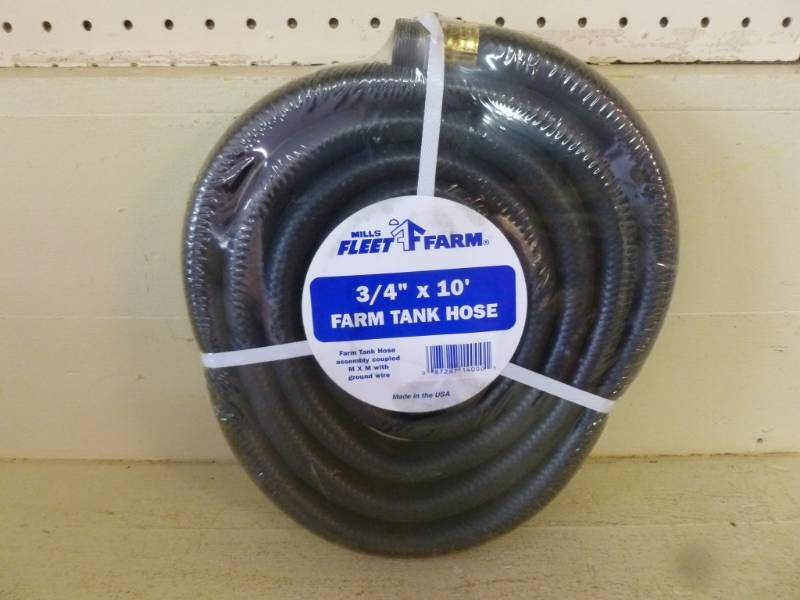 MILLS
FLEET FARM®
3/4" x 10'
FARM TANK HOSE
Farm Tank Hose
assembly coupled
M X M with
ground wire
Made in the USA